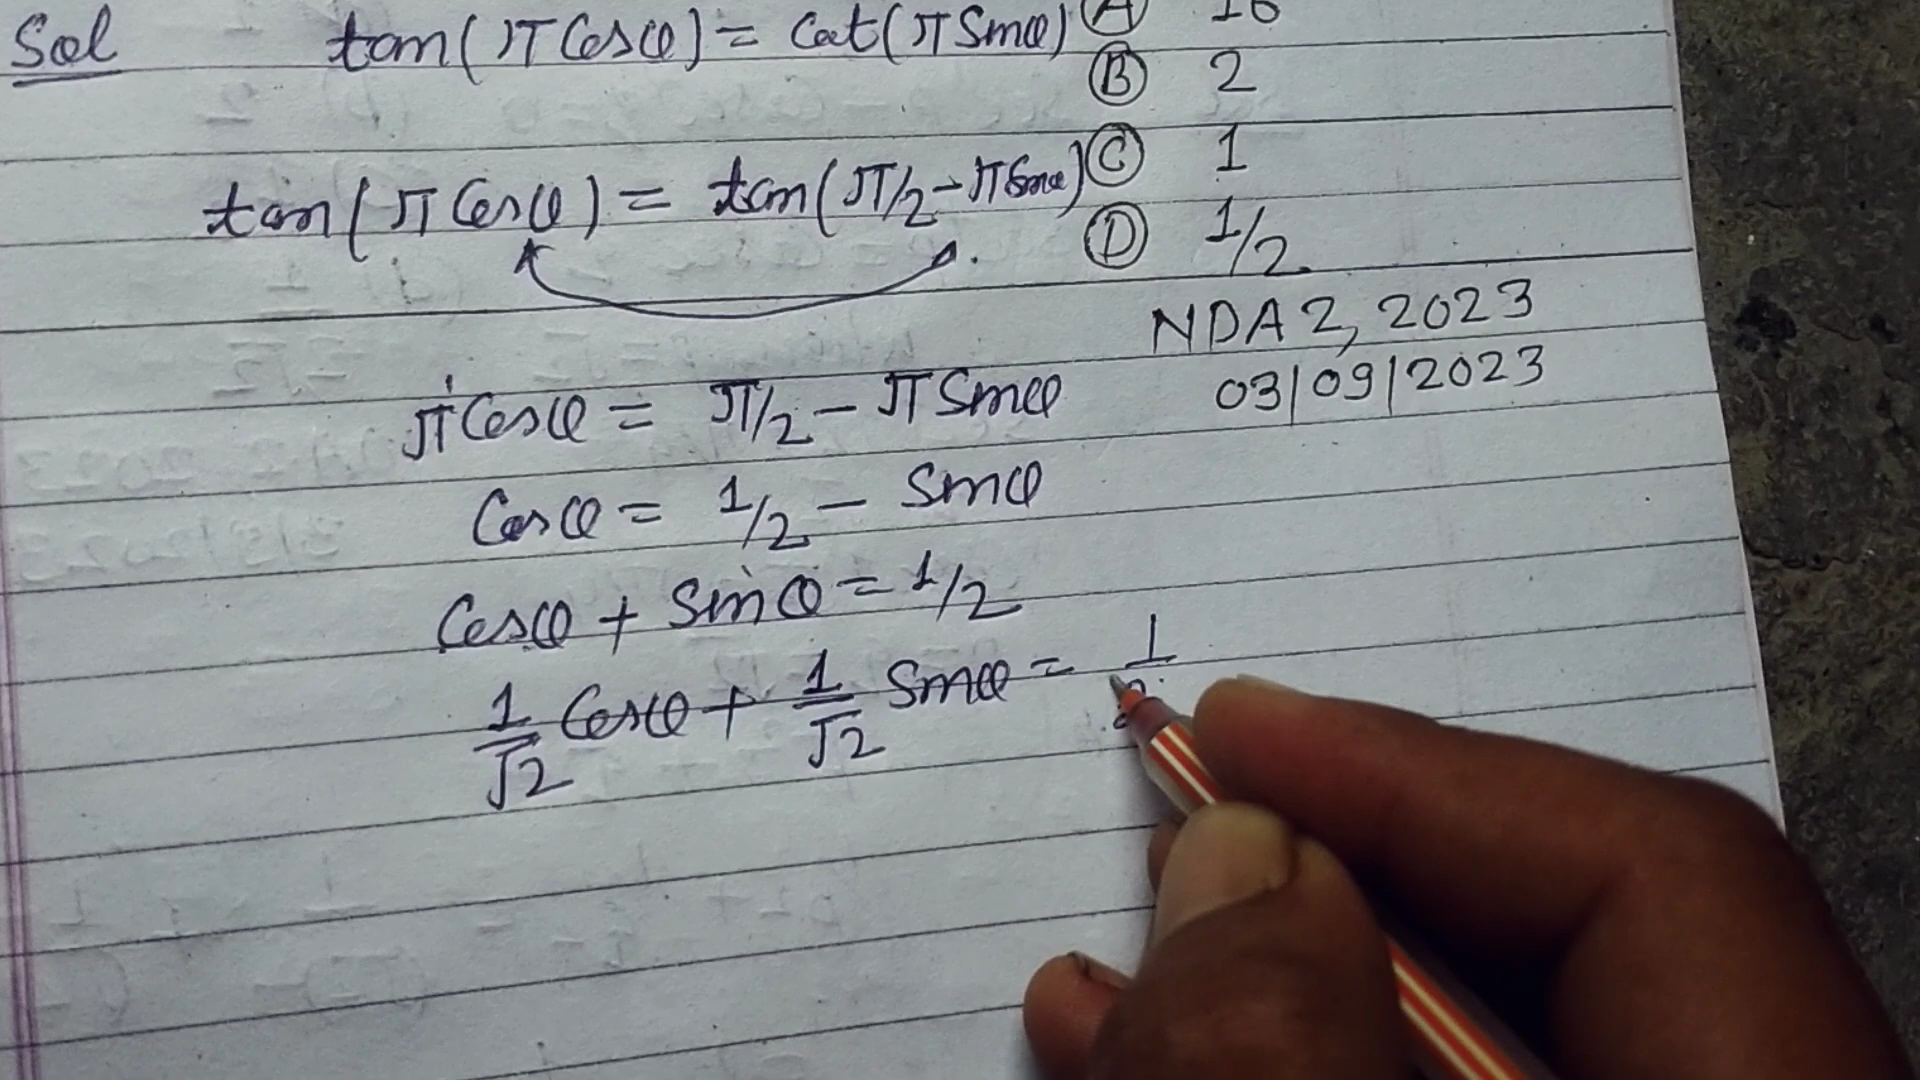 Sol tan(π Cosθ) = Cot(π Sinθ) Ⓐ 16
Ⓑ 2
tan(π Cosθ) = tan(π/2 - π Sinθ) Ⓒ 1
Ⓓ 1/2
NDA 2, 2023
03/09/2023
π Cosθ = π/2 - π Sinθ
Cosθ = 1/2 - Sinθ
Cosθ + Sinθ = 1/2
1/√2 Cosθ + 1/√2 Sinθ = 1/2